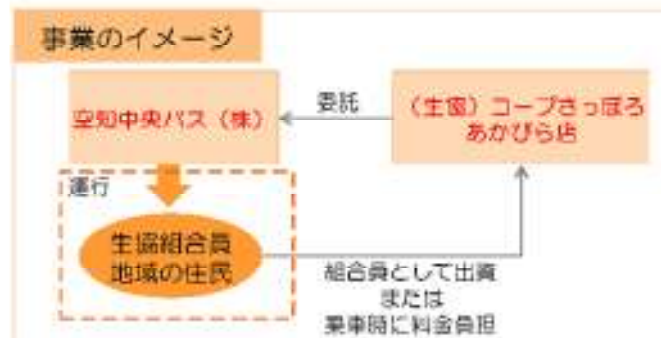 事業のイメージ
空知中央バス（株）
委託
（生協）コープさっぽろ
あかびら店
運行
生協組合員
地域の住民
組合員として出資
または
乗車時に料金負担